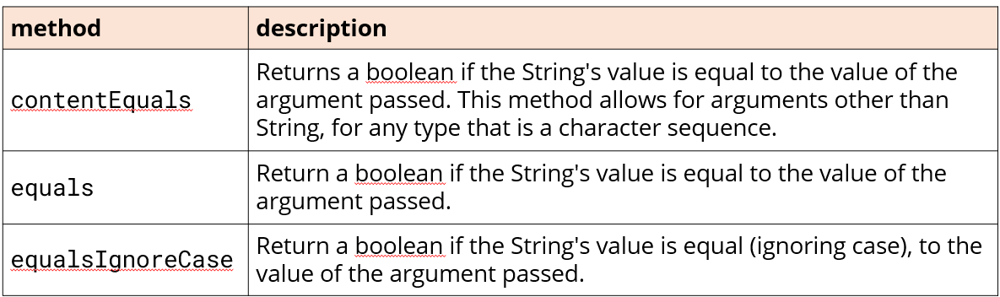 method description
contentEquals
Returns a boolean if the String's value is equal to the value of the
argument passed. This method allows for arguments other than
String, for any type that is a character sequence.
equals
Return a boolean if the String's value is equal to the value of the
argument passed.
equalsIgnoreCase
Return a boolean if the String's value is equal (ignoring case), to the
value of the argument passed.